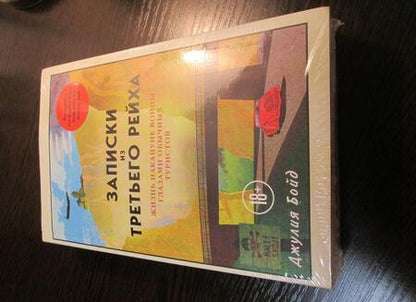 ЗАПИСКИ
ИЗ
ТРЕТЬЕГО РЕЙХА
ЖИЗНЬ НАКАНУНЕ ВОЙНЫ
ГЛАЗАМИ ОБЫЧНЫХ
ТУРИСТОВ
18+
Джулия Бойд